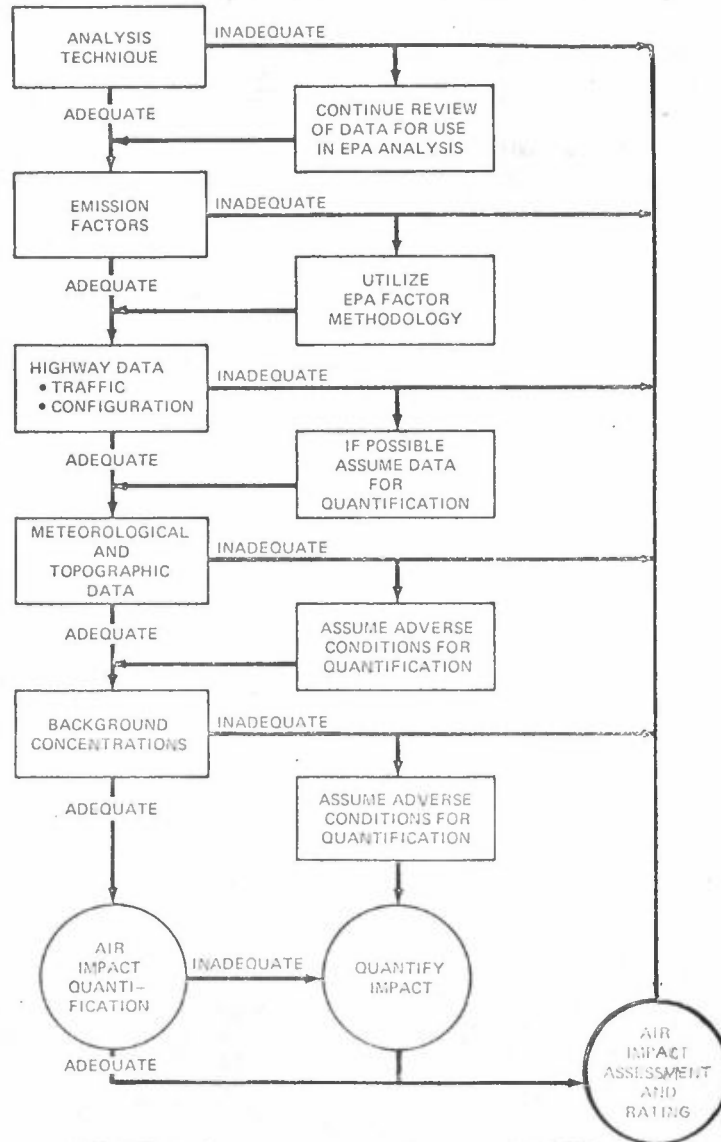 ANALYSIS
TECHNIQUE
INADEQUATE
ADEQUATE
CONTINUE REVIEW
OF DATA FOR USE
IN EPA ANALYSIS
EMISSION
FACTORS
INADEQUATE
ADEQUATE
UTILIZE
EPA FACTOR
METHODOLOGY
HIGHWAY DATA
• TRAFFIC
• CONFIGURATION
INADEQUATE
ADEQUATE
IF POSSIBLE
ASSUME DATA
FOR
QUANTIFICATION
METEOROLOGICAL
AND
TOPOGRAPHIC
DATA
INADEQUATE
ADEQUATE
ASSUME ADVERSE
CONDITIONS FOR
QUANTIFICATION
BACKGROUND
CONCENTRATIONS
INADEQUATE
ADEQUATE
ASSUME ADVERSE
CONDITIONS FOR
QUANTIFICATION
AIR
IMPACT
QUANTI-
FICATION
INADEQUATE
QUANTIFY
IMPACT
ADEQUATE
AIR
IMPACT
ASSESSMENT
AND
RATING